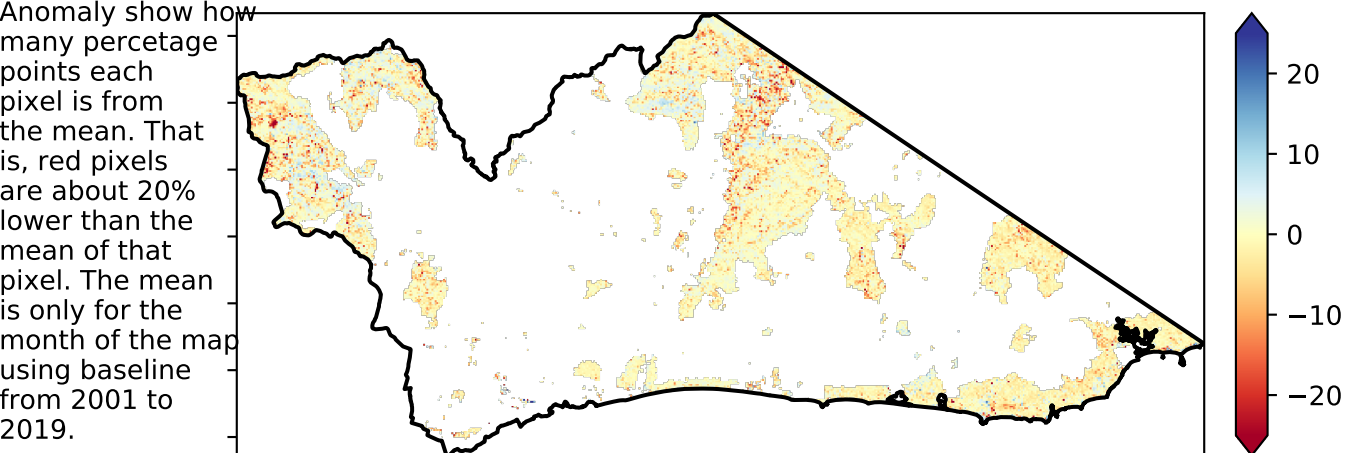 Anomaly show how
many percetage
points each
pixel is from
the mean. That
is, red pixels
are about 20%
lower than the
mean of that
pixel. The mean
is only for the
month of the map
using baseline
from 2001 to
2019.
20
10
0
−10
−20